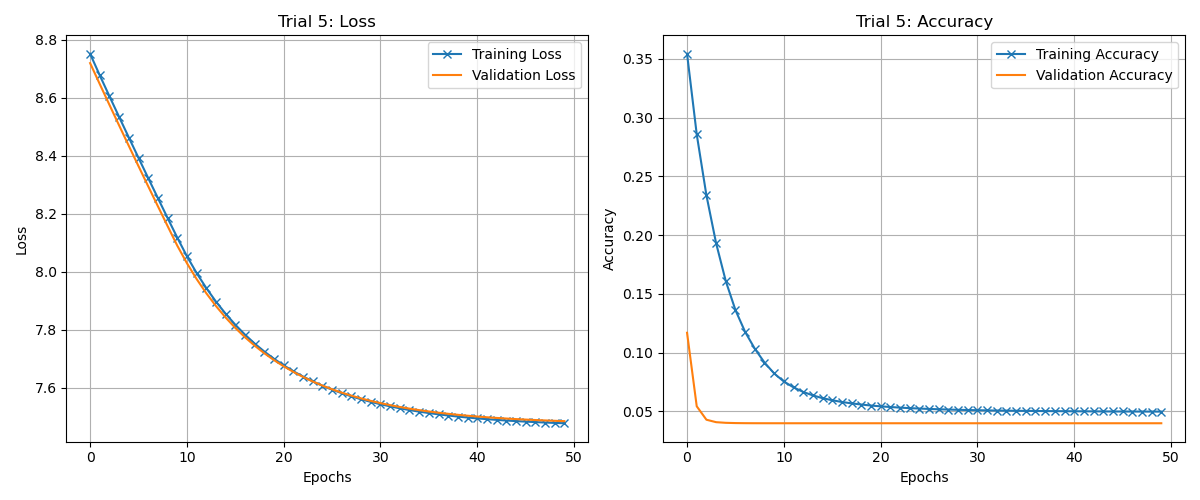 Trial 5: Loss
8.8
8.6
8.4
8.2
8.0
7.8
7.6
Loss
0 10 20 30 40 50
Epochs
Training Loss
Validation Loss
Trial 5: Accuracy
0.35
0.30
0.25
0.20
0.15
0.10
0.05
Accuracy
0 10 20 30 40 50
Epochs
Training Accuracy
Validation Accuracy